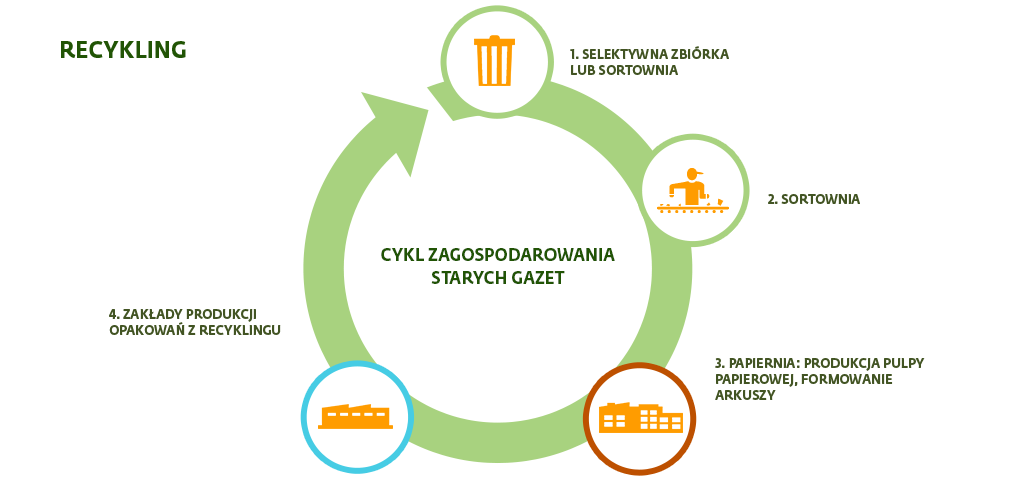 RECYKLING
1. SELEKTYWNA ZBIÓRKA
LUB SORTOWNIA
2. SORTOWNIA
CYKL ZAGOSPODAROWANIA
STARYCH GAZET
3. PAPIERNIA: PRODUKCJA PULPY
PAPIEROWEJ, FORMOWANIE
ARKUSZY
4. ZAKŁADY PRODUKCJI
OPAKOWAŃ Z RECYKLINGU